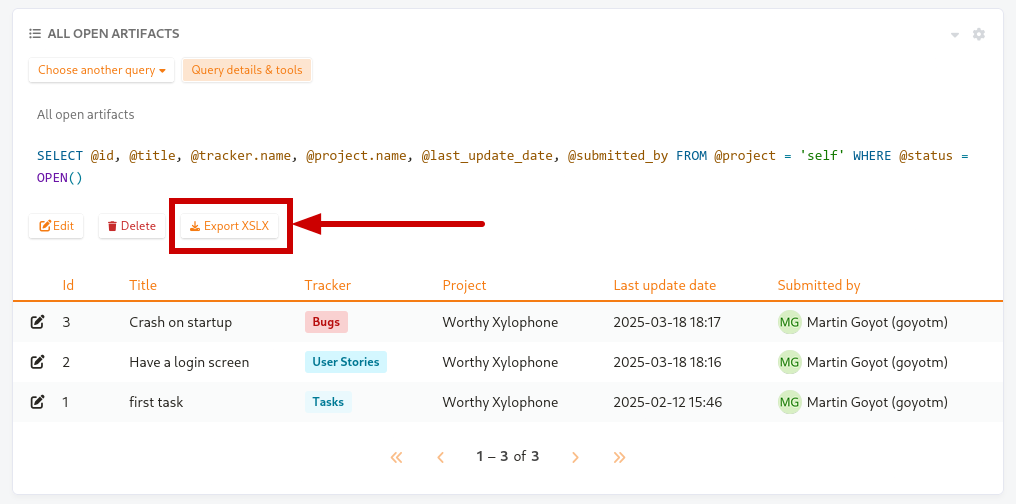 ALL OPEN ARTIFACTS
Choose another query
Query details & tools
All open artifacts
SELECT @id, @title, @tracker.name, @project.name, @last_update_date, @submitted_by FROM @project = 'self' WHERE @status =
OPEN()
Edit
Delete
Export XSLX
Id Title Tracker Project Last update date Submitted by
3 Crash on startup Bugs Worthy Xylophone 2025-03-18 18:17 MG Martin Goyot (goyotm)
2 Have a login screen User Stories Worthy Xylophone 2025-03-18 18:16 MG Martin Goyot (goyotm)
1 first task Tasks Worthy Xylophone 2025-02-12 15:46 MG Martin Goyot (goyotm)
1 – 3 of 3